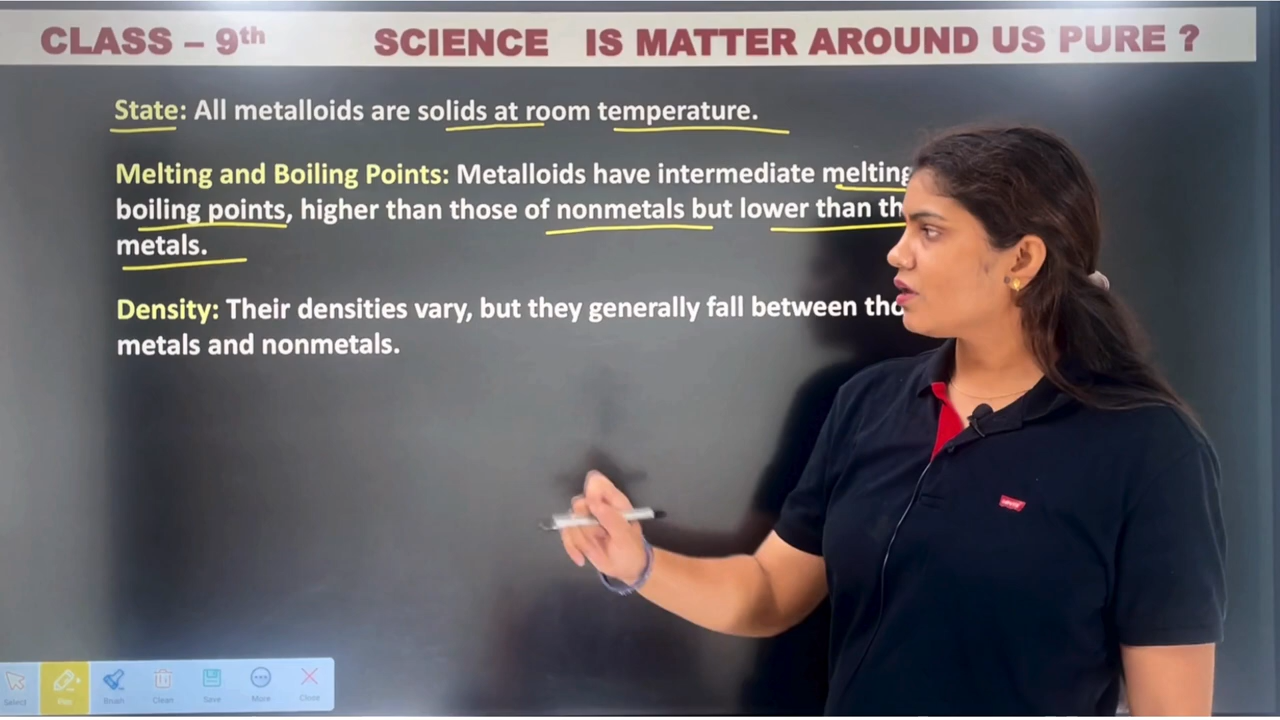 CLASS – 9th SCIENCE IS MATTER AROUND US PURE ?
State: All metalloids are solids at room temperature.
Melting and Boiling Points: Metalloids have intermediate melting
boiling points, higher than those of nonmetals but lower than
metals.
Density: Their densities vary, but they generally fall between
metals and nonmetals.
Select Pen Brush Clean Save More Close